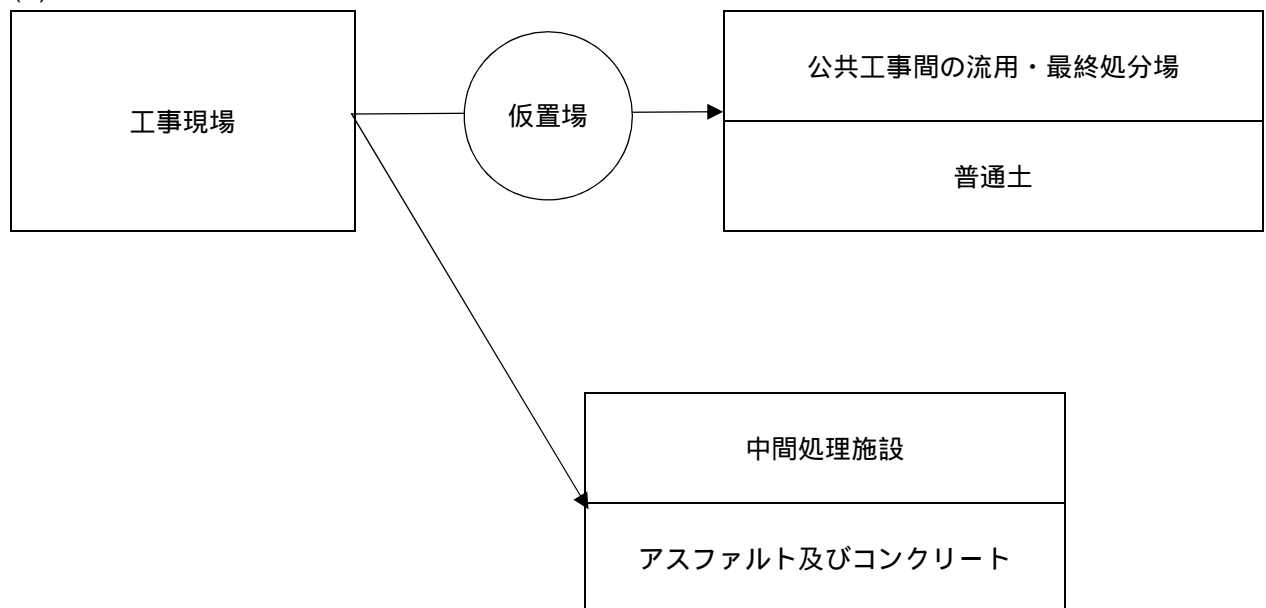 工事現場
仮置場
公共工事間の流用・最終処分場
普通土
中間処理施設
アスファルト及びコンクリート